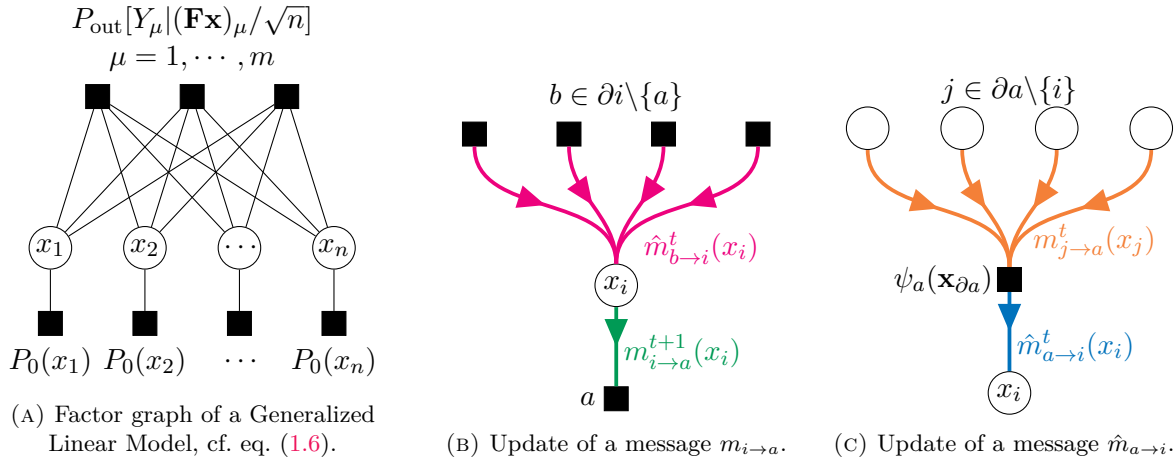 P_out[Y_μ|(Fx)_μ/√n]
μ = 1, ⋯ , m
x_1 x_2 ⋯ x_n
P_0(x_1) P_0(x_2) ⋯ P_0(x_n)
(A) Factor graph of a Generalized
Linear Model, cf. eq. (1.6).
b ∈ ∂i\{a}
m̂^t_{b→i}(x_i)
x_i
m^{t+1}_{i→a}(x_i)
a
(B) Update of a message m_{i→a}.
j ∈ ∂a\{i}
m^t_{j→a}(x_j)
ψ_a(x_{∂a})
m̂^t_{a→i}(x_i)
x_i
(C) Update of a message m̂_{a→i}.